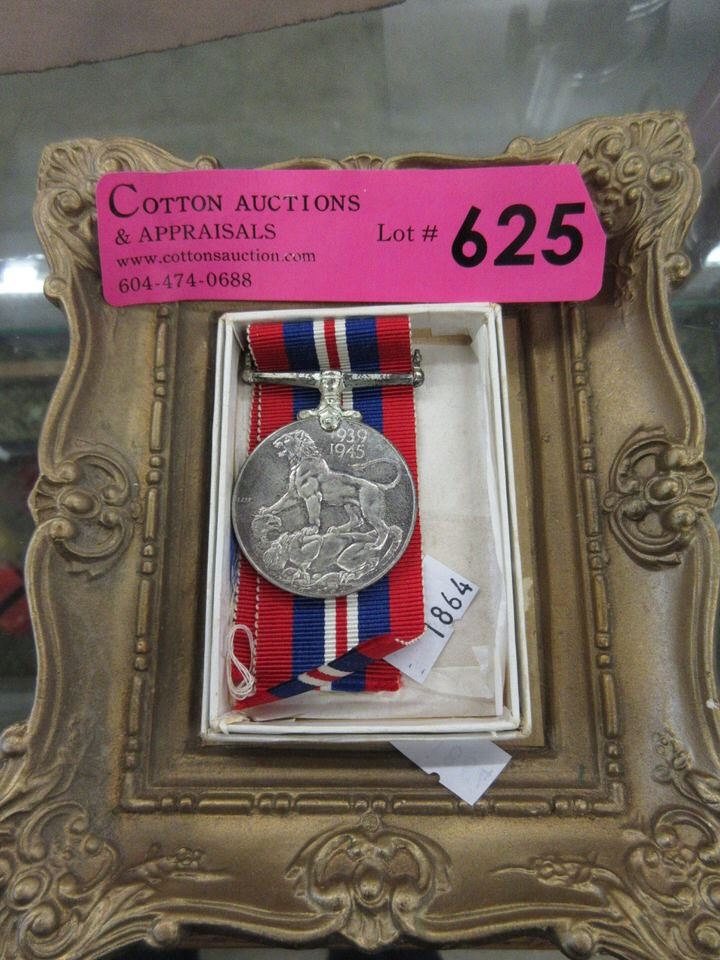 COTTON AUCTIONS
& APPRAISALS
www.cottonsauction.com
604-474-0688
Lot # 625
1939
1945
1864